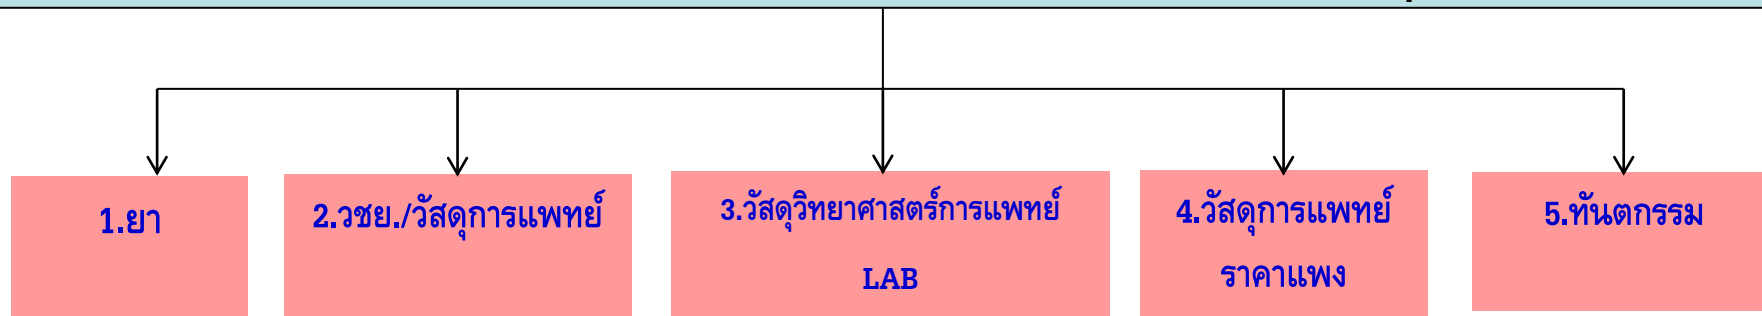 1.ยา
2.วชย./วัสดุการแพทย์
3.วัสดุวิทยาศาสตร์การแพทย์
LAB
4.วัสดุการแพทย์
ราคาแพง
5.ทันตกรรม